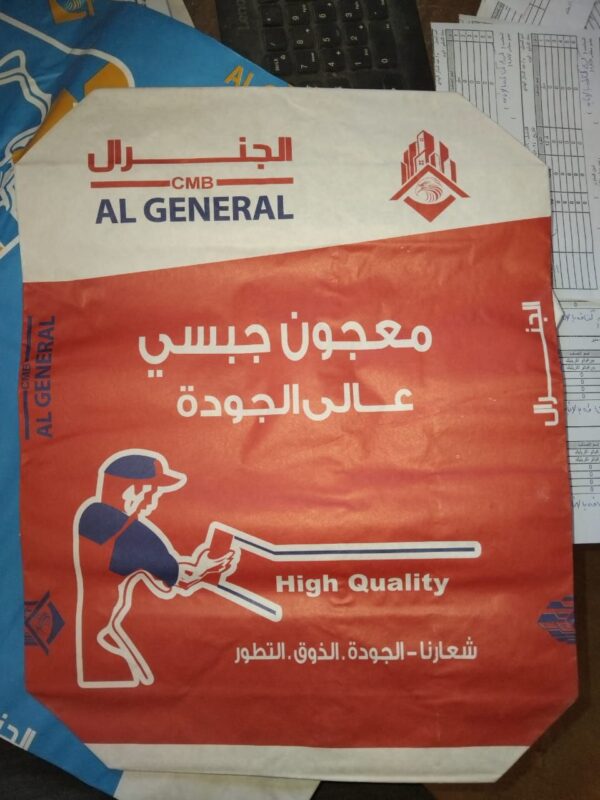 الجنرال
CMB
AL GENERAL
معجون جبسي
عالى الجودة
High Quality
شعارنا - الجودة . الذوق . التطور
CMB
AL GENERAL
الجنرال